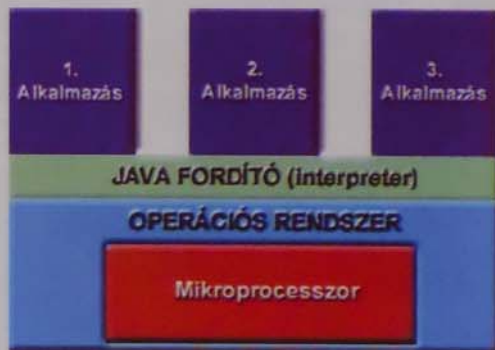 1.
Alkalmazás
2.
Alkalmazás
3.
Alkalmazás
JAVA FORDÍTÓ (interpreter)
OPERÁCIÓS RENDSZER
Mikroprocesszor